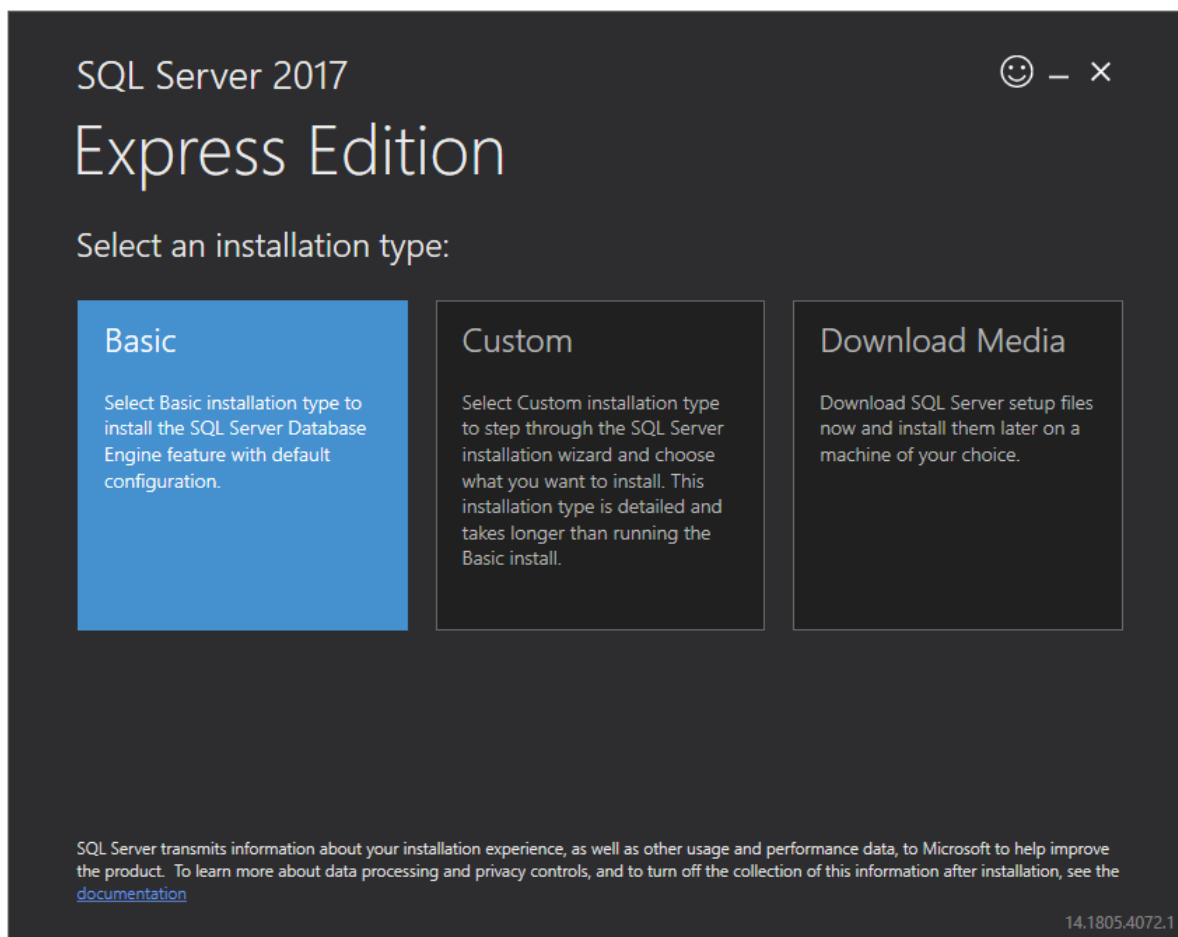 SQL Server 2017
Express Edition
Select an installation type:
Basic
Select Basic installation type to
install the SQL Server Database
Engine feature with default
configuration.
Custom
Select Custom installation type
to step through the SQL Server
installation wizard and choose
what you want to install. This
installation type is detailed and
takes longer than running the
Basic install.
Download Media
Download SQL Server setup files
now and install them later on a
machine of your choice.
SQL Server transmits information about your installation experience, as well as other usage and performance data, to Microsoft to help improve
the product.  To learn more about data processing and privacy controls, and to turn off the collection of this information after installation, see the
documentation
14.1805.4072.1